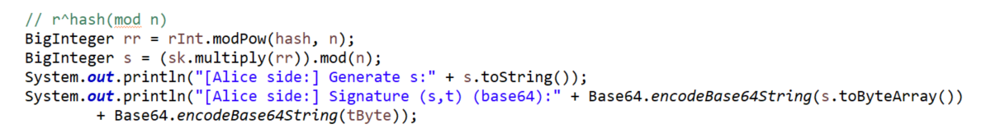 // r^hash(mod n)
BigInteger rr = rInt.modPow(hash, n);
BigInteger s = (sk.multiply(rr)).mod(n);
System.out.println("[Alice side:] Generate s:" + s.toString());
System.out.println("[Alice side:] Signature (s,t) (base64):" + Base64.encodeBase64String(s.toByteArray())
+ Base64.encodeBase64String(tByte));